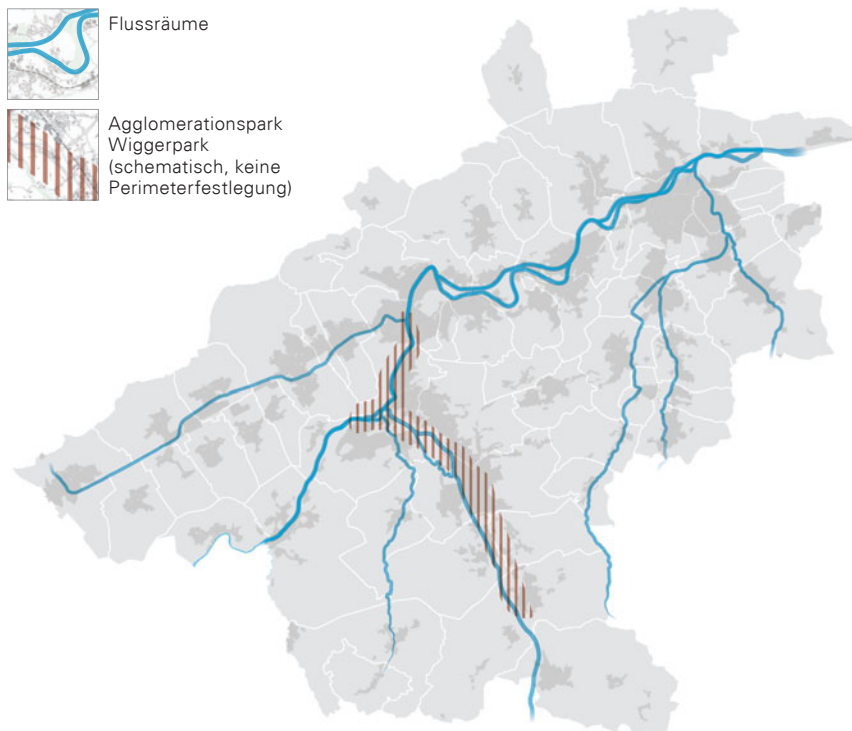 Flussräume
Agglomerationspark
Wiggerpark
(schematisch, keine
Perimeterfestlegung)